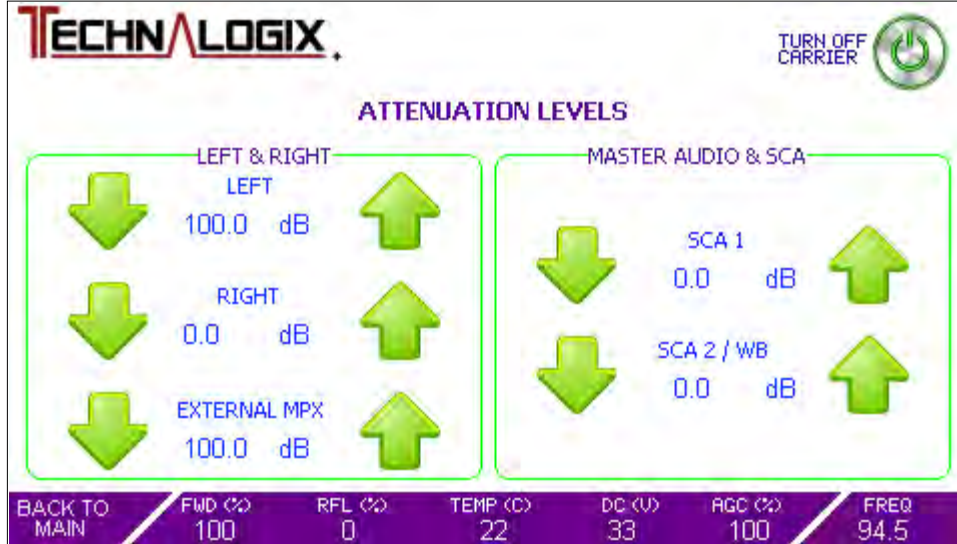 TECHNALOGIX.
TURN OFF
CARRIER
ATTENUATION LEVELS
LEFT & RIGHT
LEFT
100.0 dB
RIGHT
0.0 dB
EXTERNAL MPX
100.0 dB
MASTER AUDIO & SCA
SCA 1
0.0 dB
SCA 2 / WB
0.0 dB
BACK TO
MAIN
FWD (%) RFL (%) TEMP (C) DC (V) AGC (%) FREQ
100 0 22 33 100 94.5